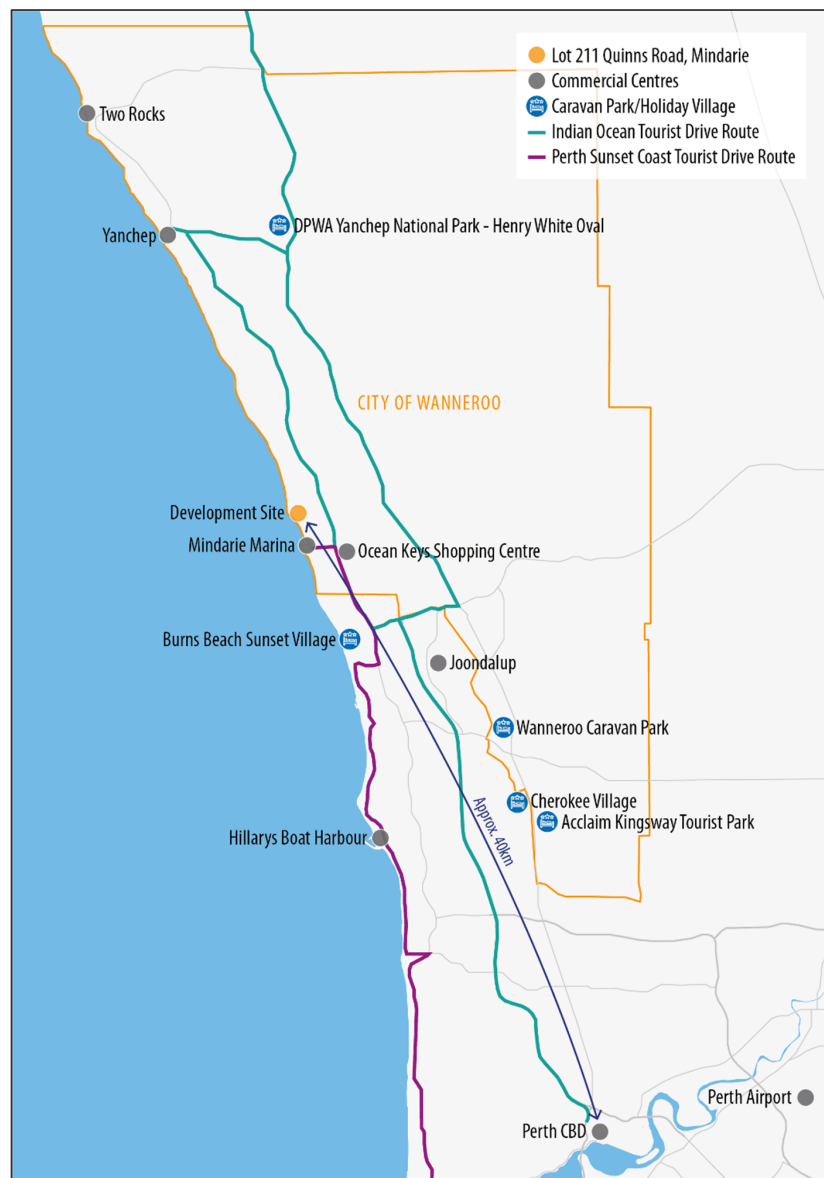 Lot 211 Quinns Road, Mindarie
Commercial Centres
Caravan Park/Holiday Village
Indian Ocean Tourist Drive Route
Perth Sunset Coast Tourist Drive Route
Two Rocks
DPWA Yanchep National Park - Henry White Oval
Yanchep
CITY OF WANNEROO
Development Site
Mindarie Marina
Ocean Keys Shopping Centre
Burns Beach Sunset Village
Joondalup
Wanneroo Caravan Park
Cherokee Village
Acclaim Kingsway Tourist Park
Approx. 40km
Hillarys Boat Harbour
Perth Airport
Perth CBD